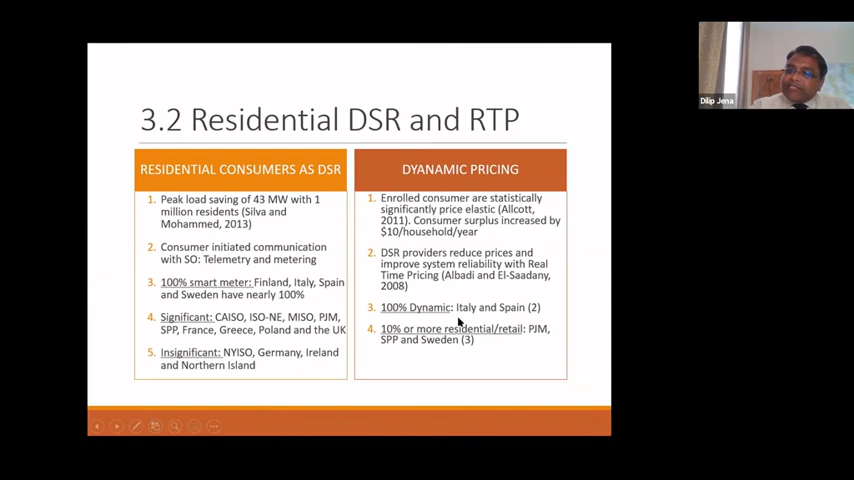 3.2 Residential DSR and RTP
RESIDENTIAL CONSUMERS AS DSR
1. Peak load saving of 43 MW with 1
million residents (Silva and
Mohammed, 2013)
2. Consumer initiated communication
with SO: Telemetry and metering
3. 100% smart meter: Finland, Italy, Spain
and Sweden have nearly 100%
4. Significant: CAISO, ISO-NE, MISO, PJM,
SPP, France, Greece, Poland and the UK
5. Insignificant: NYISO, Germany, Ireland
and Northern Island
DYANAMIC PRICING
1. Enrolled consumer are statistically
significantly price elastic (Allcott,
2011). Consumer surplus increased by
$10/household/year
2. DSR providers reduce prices and
improve system reliability with Real
Time Pricing (Albadi and El-Saadany,
2008)
3. 100% Dynamic: Italy and Spain (2)
4. 10% or more residential/retail: PJM,
SPP and Sweden (3)
Dilip Jena